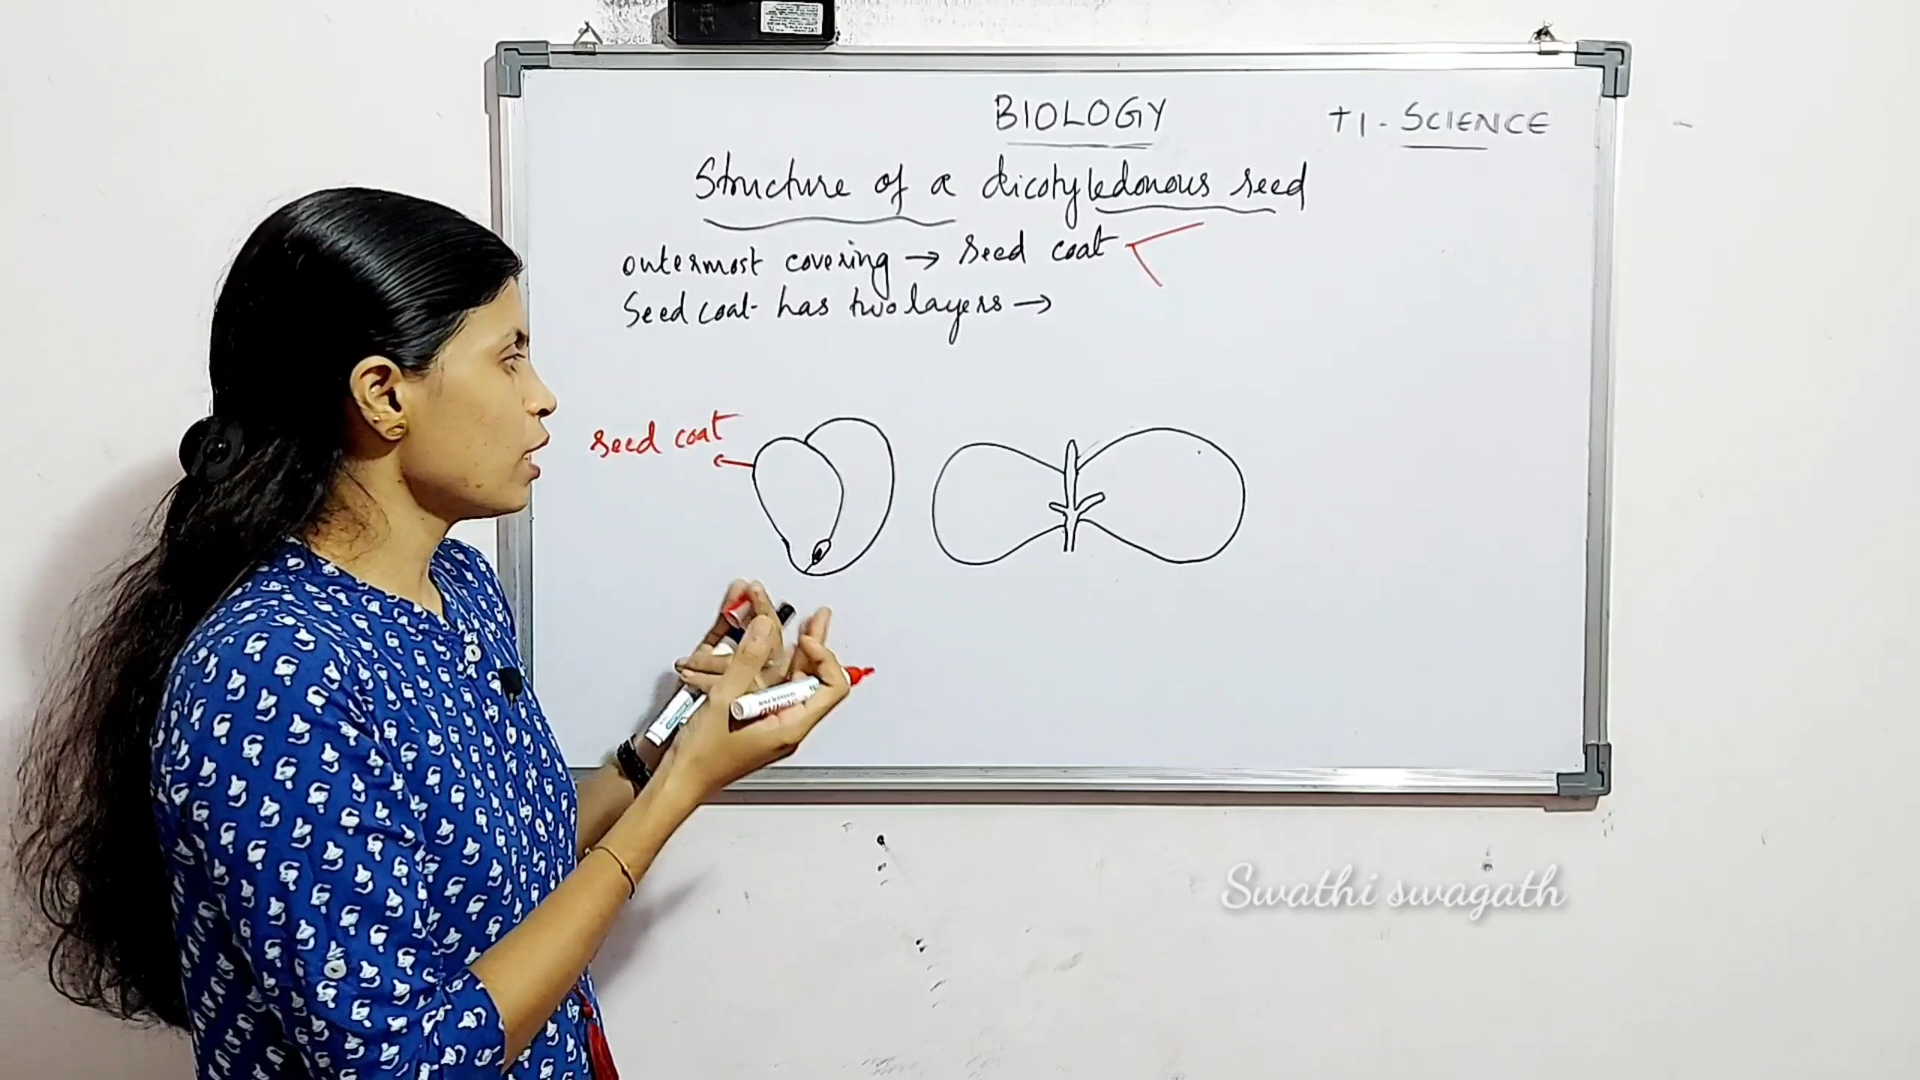 BIOLOGY
+1 - SCIENCE
Structure of a dicotyledonous seed
outermost covering → seed coat
Seed coat has two layers →
seed coat
Swathi swagath